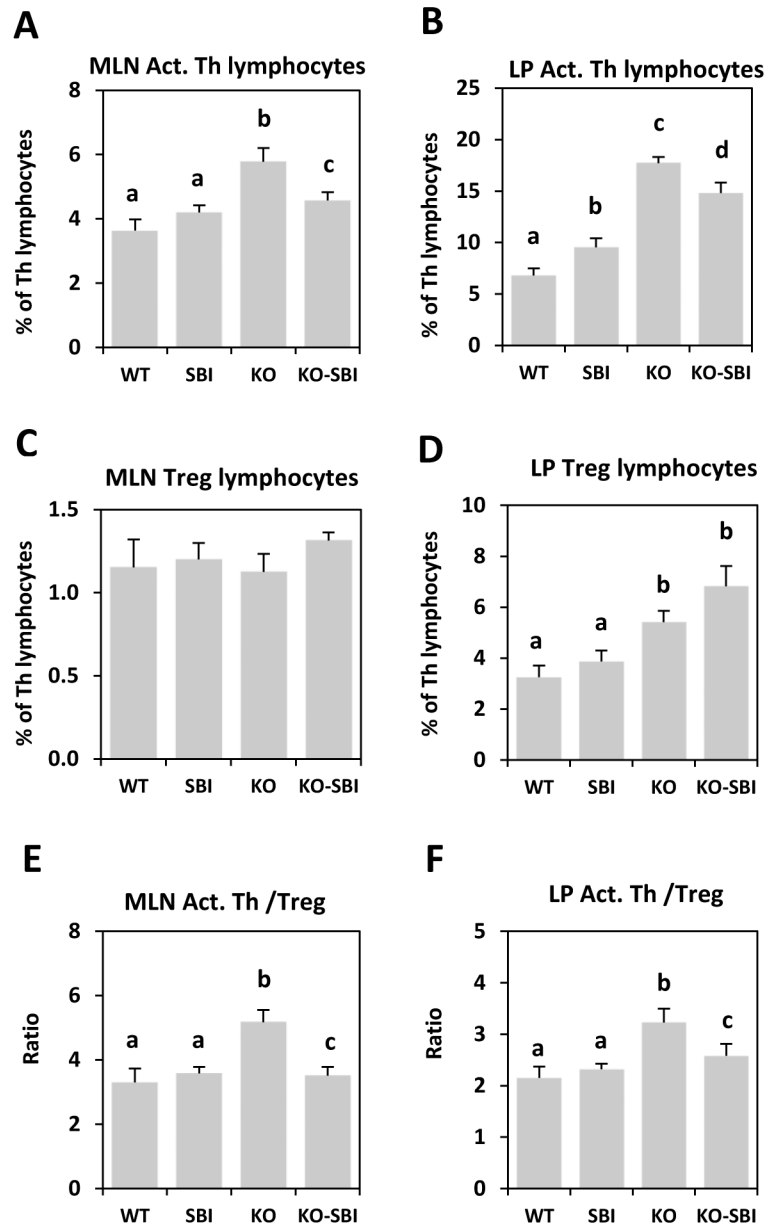 A
MLN Act. Th lymphocytes
% of Th lymphocytes
8
6
4
2
0
a
a
b
c
WT SBI KO KO-SBI
B
LP Act. Th lymphocytes
% of Th lymphocytes
25
20
15
10
5
0
a
b
c
d
WT SBI KO KO-SBI
C
MLN Treg lymphocytes
% of Th lymphocytes
1.5
1.0
0.5
0.0
WT SBI KO KO-SBI
D
LP Treg lymphocytes
% of Th lymphocytes
10
8
6
4
2
0
a
a
b
b
WT SBI KO KO-SBI
E
MLN Act. Th /Treg
Ratio
8
6
4
2
0
a
a
b
c
WT SBI KO KO-SBI
F
LP Act. Th /Treg
Ratio
5
4
3
2
1
0
a
a
b
c
WT SBI KO KO-SBI